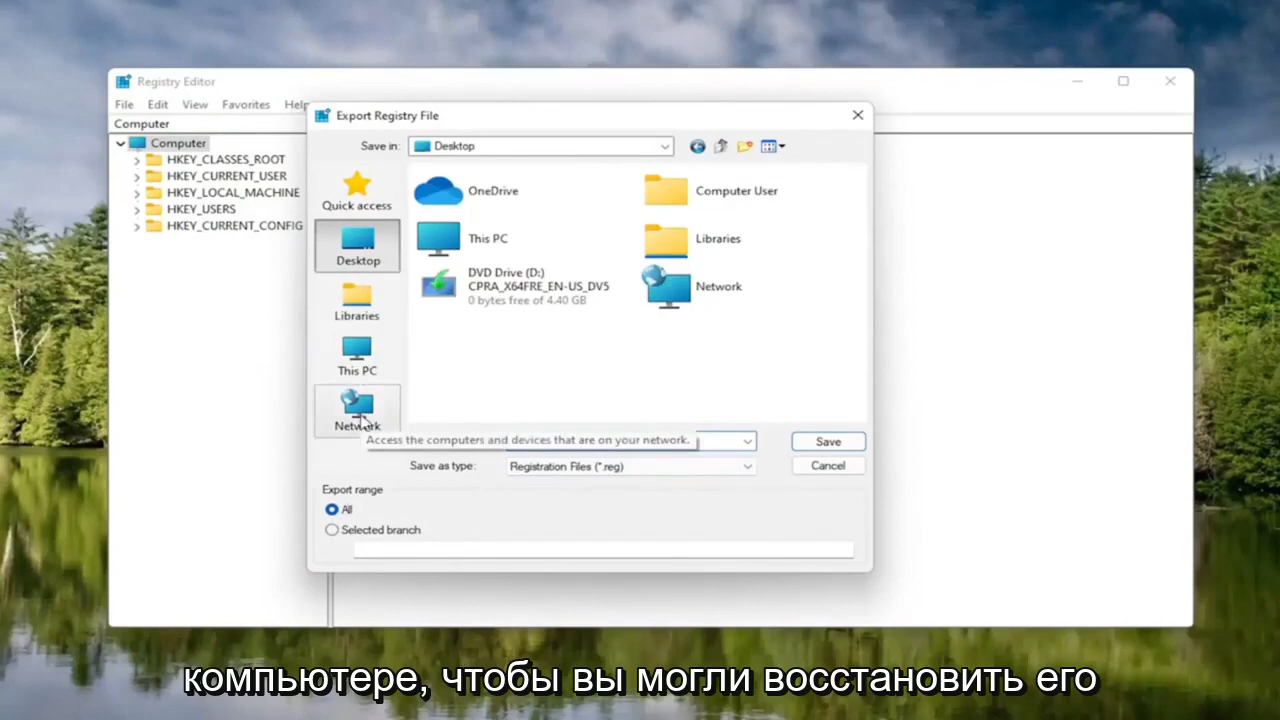 Registry Editor
File Edit View Favorites Help
Computer
Computer
HKEY_CLASSES_ROOT
HKEY_CURRENT_USER
HKEY_LOCAL_MACHINE
HKEY_USERS
HKEY_CURRENT_CONFIG
Export Registry File
Save in: Desktop
Quick access
Desktop
Libraries
This PC
Network
OneDrive
Computer User
This PC
Libraries
DVD Drive (D:)
CPRA_X64FRE_EN-US_DV5
0 bytes free of 4.40 GB
Network
Access the computers and devices that are on your network.
Save
Save as type: Registration Files (*.reg)
Cancel
Export range
All
Selected branch
компьютере, чтобы вы могли восстановить его